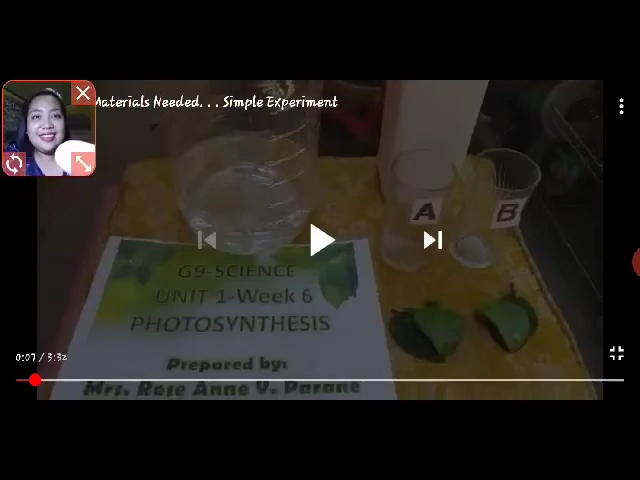 Materials Needed. . . Simple Experiment
A
B
G9-SCIENCE
UNIT 1-Week 6
PHOTOSYNTHESIS
Prepared by:
Mrs. Rose Anne V. Parane
0:07 / 3:32